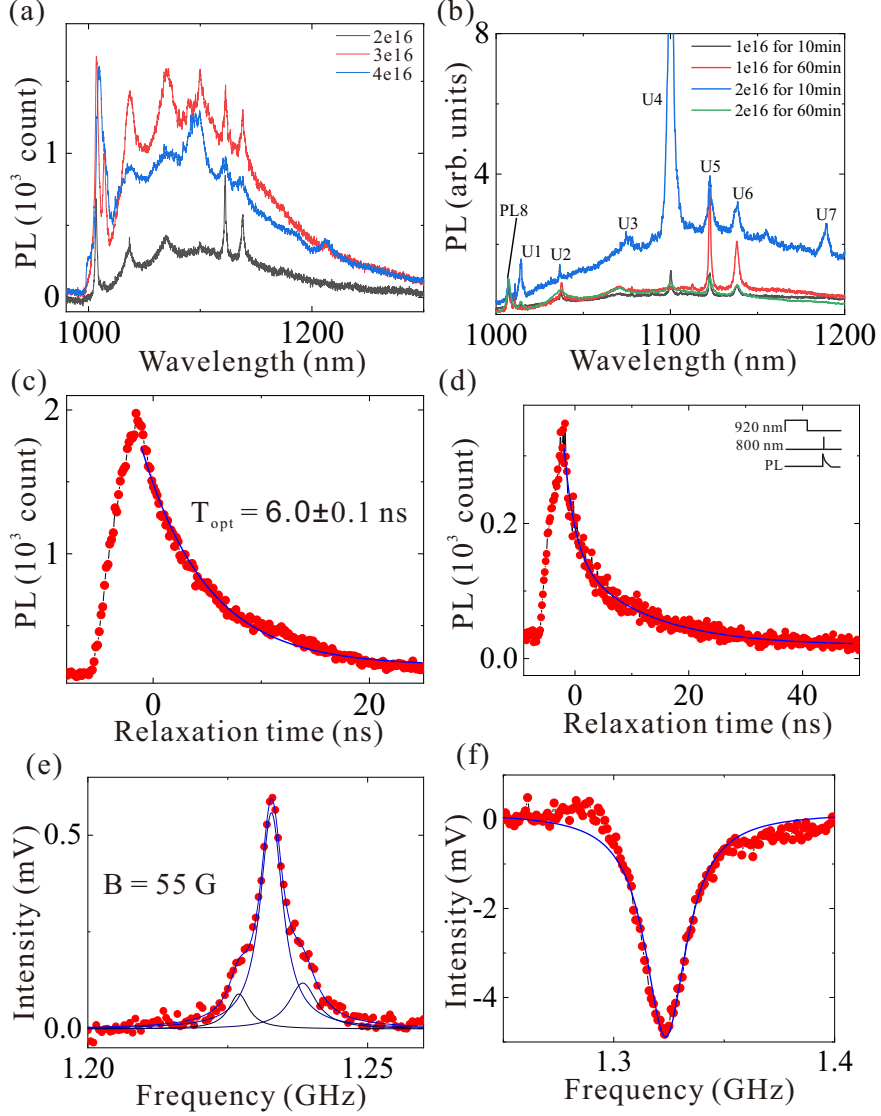 (a)
2e16
3e16
4e16
PL (10³ count)
1
0
1000
1200
Wavelength (nm)
(b)
1e16 for 10min
1e16 for 60min
2e16 for 10min
2e16 for 60min
PL (arb. units)
8
4
PL8
U1
U2
U3
U4
U5
U6
U7
1000
1100
1200
Wavelength (nm)
(c)
PL (10³ count)
2
1
T_opt = 6.0±0.1 ns
0
20
Relaxation time (ns)
(d)
PL (10³ count)
0.2
0.0
920 nm
800 nm
PL
0
20
40
Relaxation time (ns)
(e)
Intensity (mV)
0.5
0.0
B = 55 G
1.20
1.25
Frequency (GHz)
(f)
Intensity (mV)
0
-2
-4
1.3
1.4
Frequency (GHz)